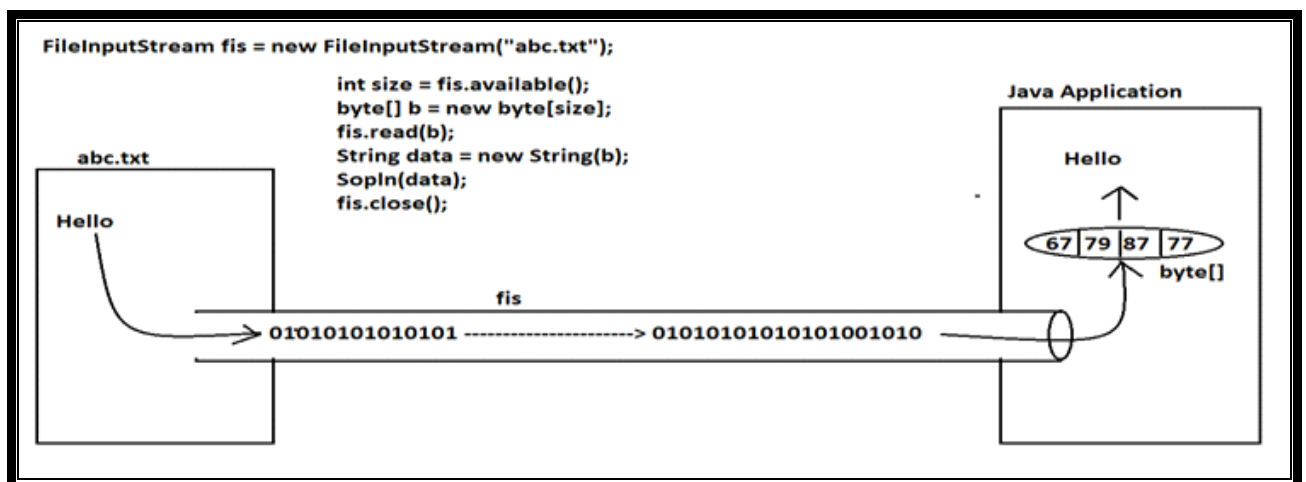 FileInputStream fis = new FileInputStream("abc.txt");
int size = fis.available();
byte[] b = new byte[size];
fis.read(b);
String data = new String(b);
Sopln(data);
fis.close();
abc.txt
Hello
fis
01010101010101 ----------------------> 01010101010101001010
Java Application
Hello
67 79 87 77
byte[]